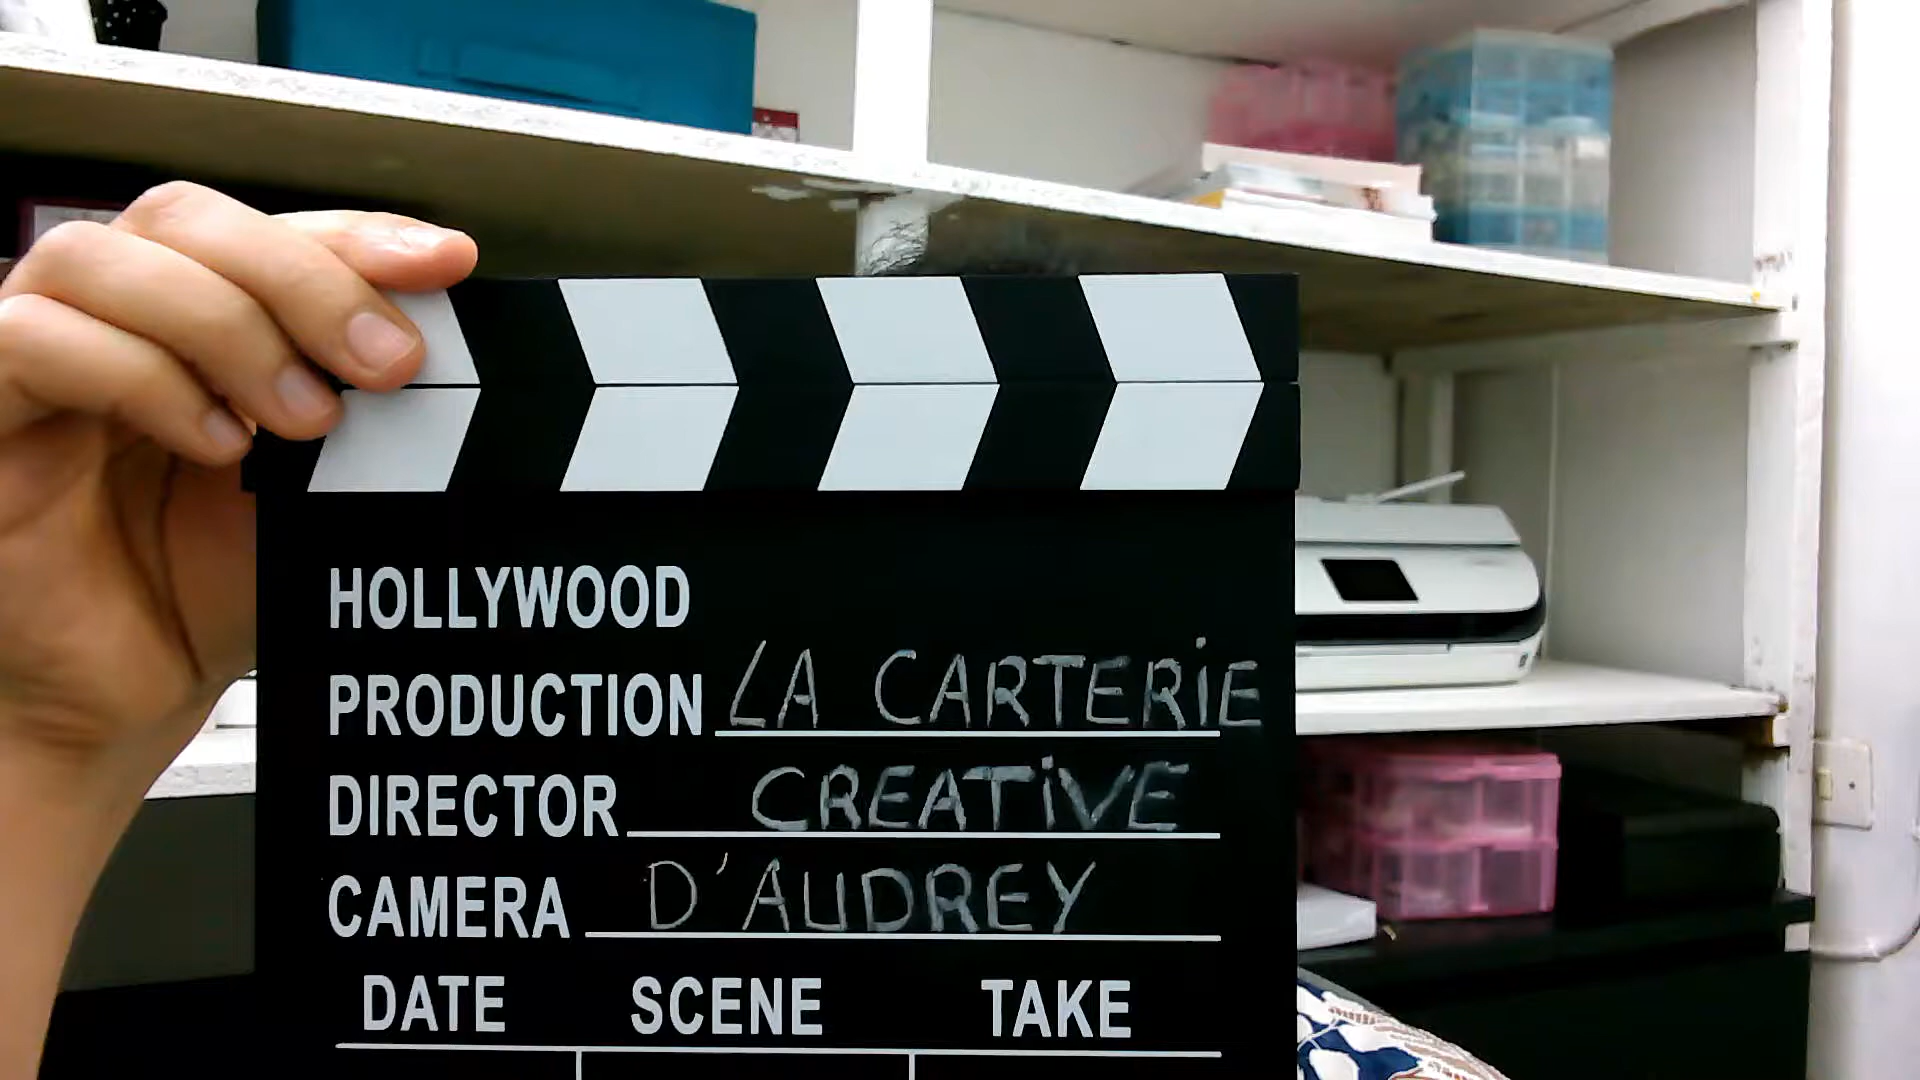 HOLLYWOOD
PRODUCTION LA CARTERiE
DIRECTOR CREATiVE
CAMERA D'AUDREY
DATE SCENE TAKE